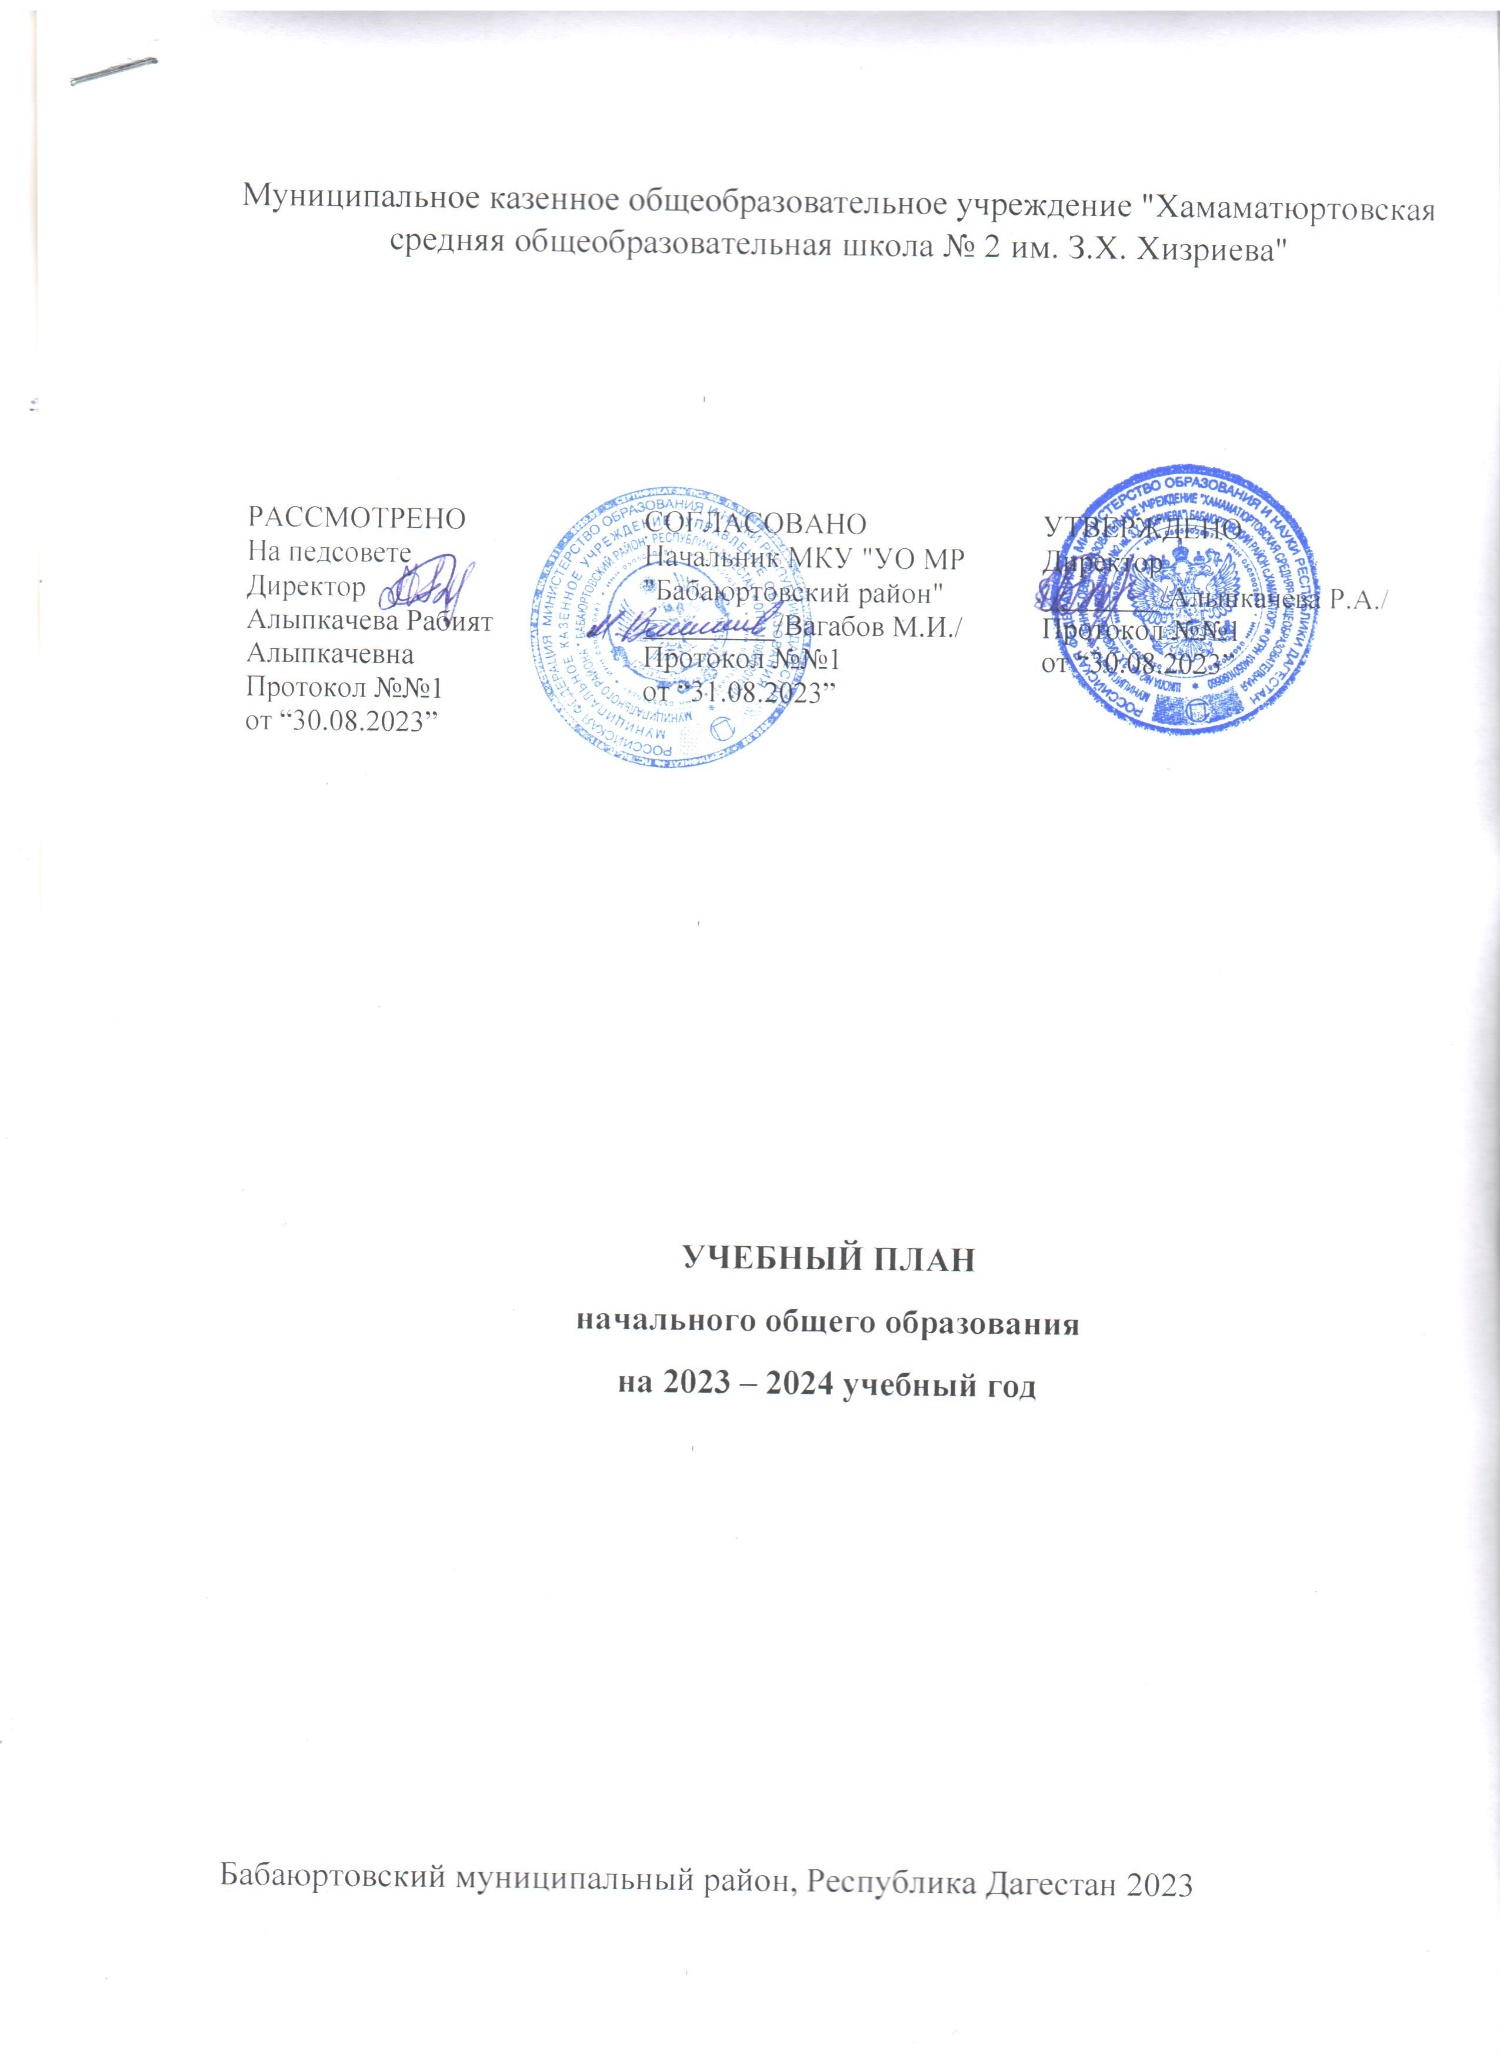 Муниципальное казенное общеобразовательное учреждение "Хамаматюртовская
средняя общеобразовательная школа № 2 им. З.Х. Хизриева"
РАССМОТРЕНО
На педсовете
Директор
Алыпкачева Рабият
Алыпкачевна
Протокол №№1
от “30.08.2023”
СОГЛАСОВАНО
Начальник МКУ "УО МР
"Бабаюртовский район"
/Вагабов М.И./
Протокол №№1
от “31.08.2023”
УТВЕРЖДЕНО
Директор
Алыпкачева Р.А./
Протокол №№1
от “30.08.2023”
УЧЕБНЫЙ ПЛАН
начального общего образования
на 2023 – 2024 учебный год
Бабаюртовский муниципальный район, Республика Дагестан 2023